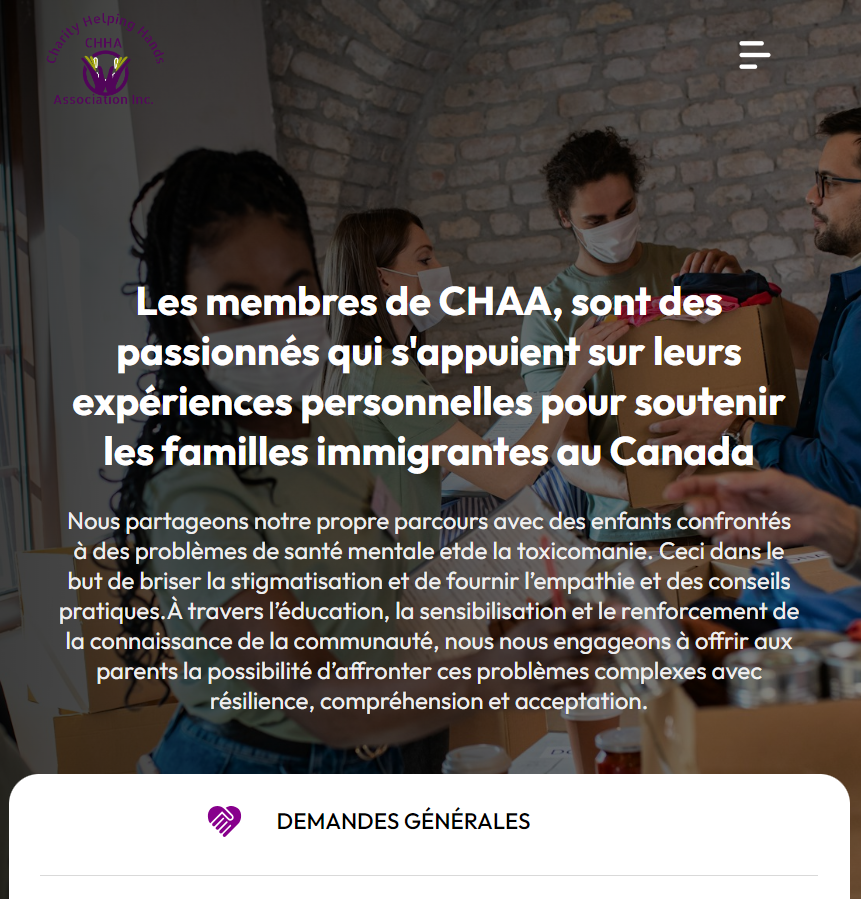 Charity Helping Hands
CHHA
Association Inc.
Les membres de CHAA, sont des
passionnés qui s'appuient sur leurs
expériences personnelles pour soutenir
les familles immigrantes au Canada
Nous partageons notre propre parcours avec des enfants confrontés
à des problèmes de santé mentale etde la toxicomanie. Ceci dans le
but de briser la stigmatisation et de fournir l’empathie et des conseils
pratiques.À travers l’éducation, la sensibilisation et le renforcement de
la connaissance de la communauté, nous nous engageons à offrir aux
parents la possibilité d’affronter ces problèmes complexes avec
résilience, compréhension et acceptation.
DEMANDES GÉNÉRALES